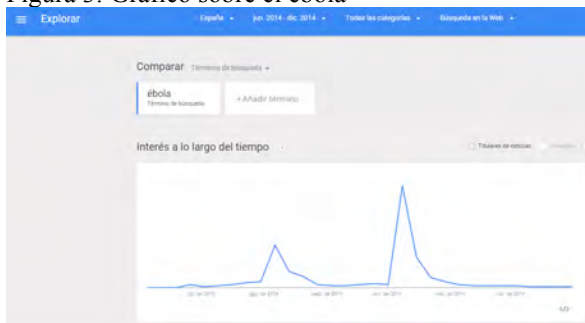 Figura 3: Gráfico sobre el ébola
Explorar España jun. 2014 - dic. 2014 Todas las categorías Búsqueda en la Web
Comparar Términos de búsqueda
ébola
Término de búsqueda
+ Añadir término
Interés a lo largo del tiempo Titulares de noticias